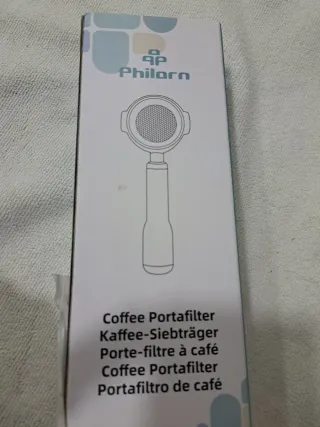 Philorn
Coffee Portafilter
Kaffee-Siebträger
Porte-filtre à café
Coffee Portafilter
Portafiltro de café